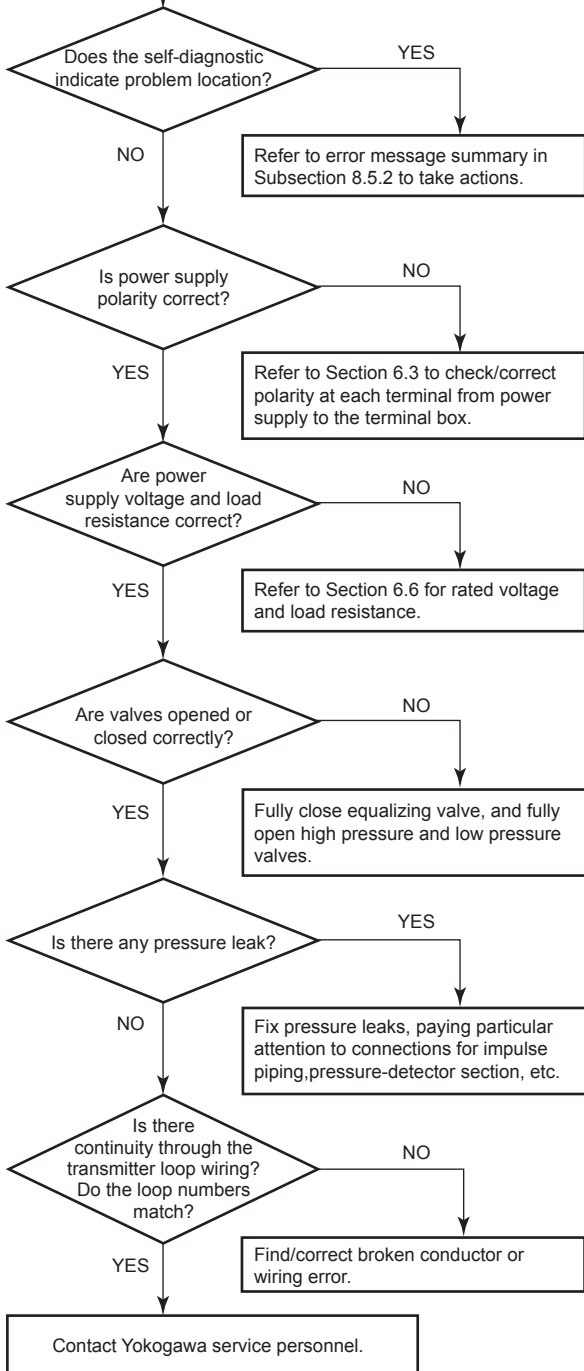 Does the self-diagnostic
indicate problem location?
YES
NO
Refer to error message summary in
Subsection 8.5.2 to take actions.
Is power supply
polarity correct?
NO
YES
Refer to Section 6.3 to check/correct
polarity at each terminal from power
supply to the terminal box.
Are power
supply voltage and load
resistance correct?
NO
YES
Refer to Section 6.6 for rated voltage
and load resistance.
Are valves opened or
closed correctly?
NO
YES
Fully close equalizing valve, and fully
open high pressure and low pressure
valves.
Is there any pressure leak?
YES
NO
Fix pressure leaks, paying particular
attention to connections for impulse
piping,pressure-detector section, etc.
Is there
continuity through the
transmitter loop wiring?
Do the loop numbers
match?
NO
YES
Find/correct broken conductor or
wiring error.
Contact Yokogawa service personnel.